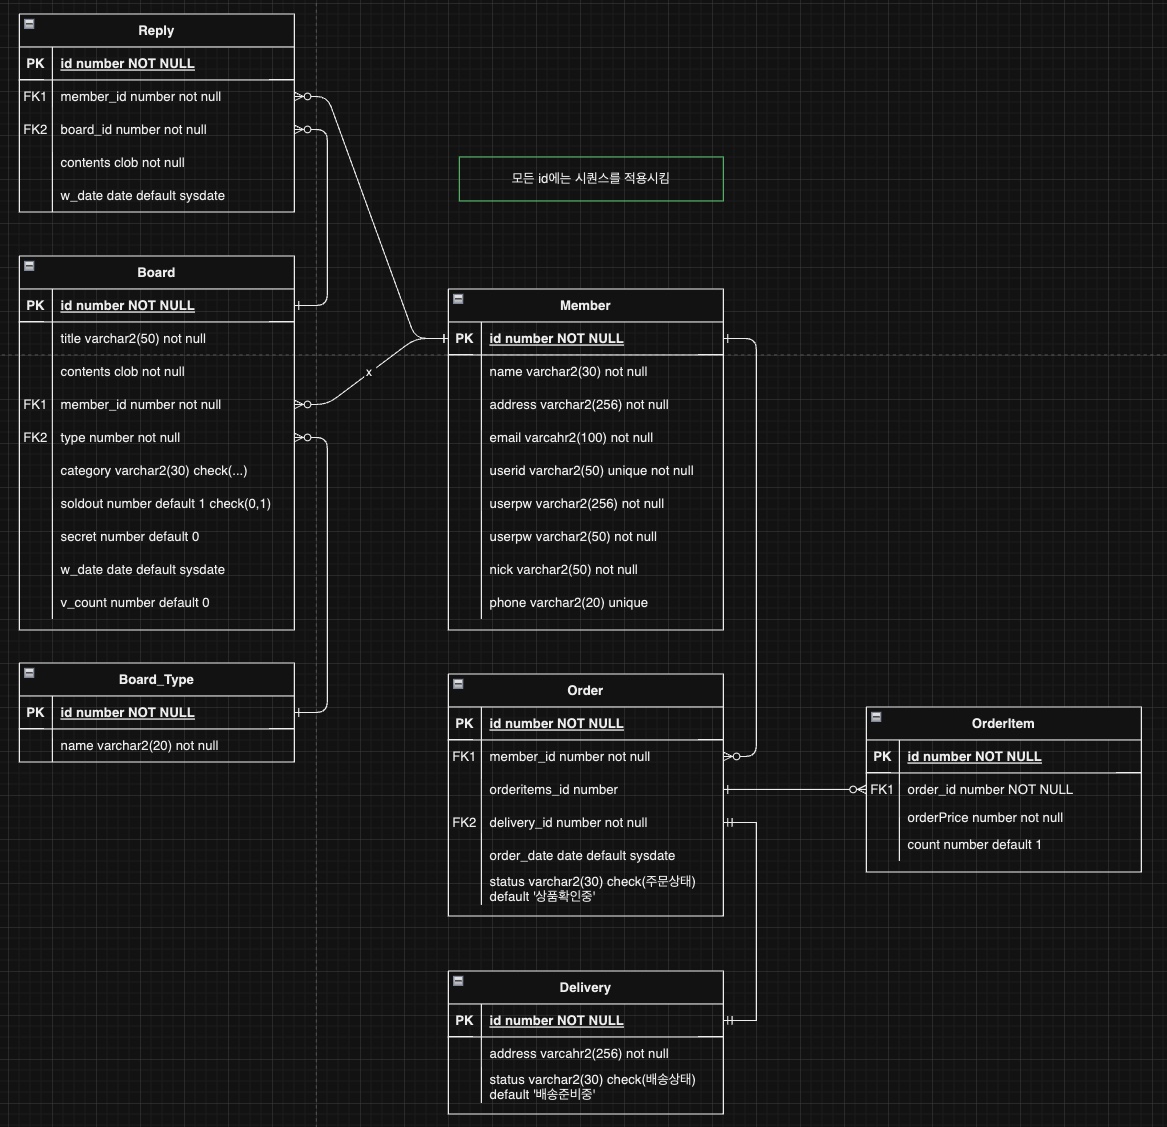 Reply
PK id number NOT NULL
FK1 member_id number not null
FK2 board_id number not null
contents clob not null
w_date date default sysdate
모든 id에는 시퀀스를 적용시킴
Board
PK id number NOT NULL
title varchar2(50) not null
contents clob not null
FK1 member_id number not null
FK2 type number not null
category varchar2(30) check(...)
soldout number default 1 check(0,1)
secret number default 0
w_date date default sysdate
v_count number default 0
x
Member
PK id number NOT NULL
name varchar2(30) not null
address varchar2(256) not null
email varcahr2(100) not null
userid varchar2(50) unique not null
userpw varchar2(256) not null
userpw varchar2(50) not null
nick varchar2(50) not null
phone varchar2(20) unique
Board_Type
PK id number NOT NULL
name varchar2(20) not null
Order
PK id number NOT NULL
FK1 member_id number not null
orderitems_id number
FK2 delivery_id number not null
order_date date default sysdate
status varchar2(30) check(주문상태)
default '상품확인중'
OrderItem
PK id number NOT NULL
FK1 order_id number NOT NULL
orderPrice number not null
count number default 1
Delivery
PK id number NOT NULL
address varcahr2(256) not null
status varchar2(30) check(배송상태)
default '배송준비중'